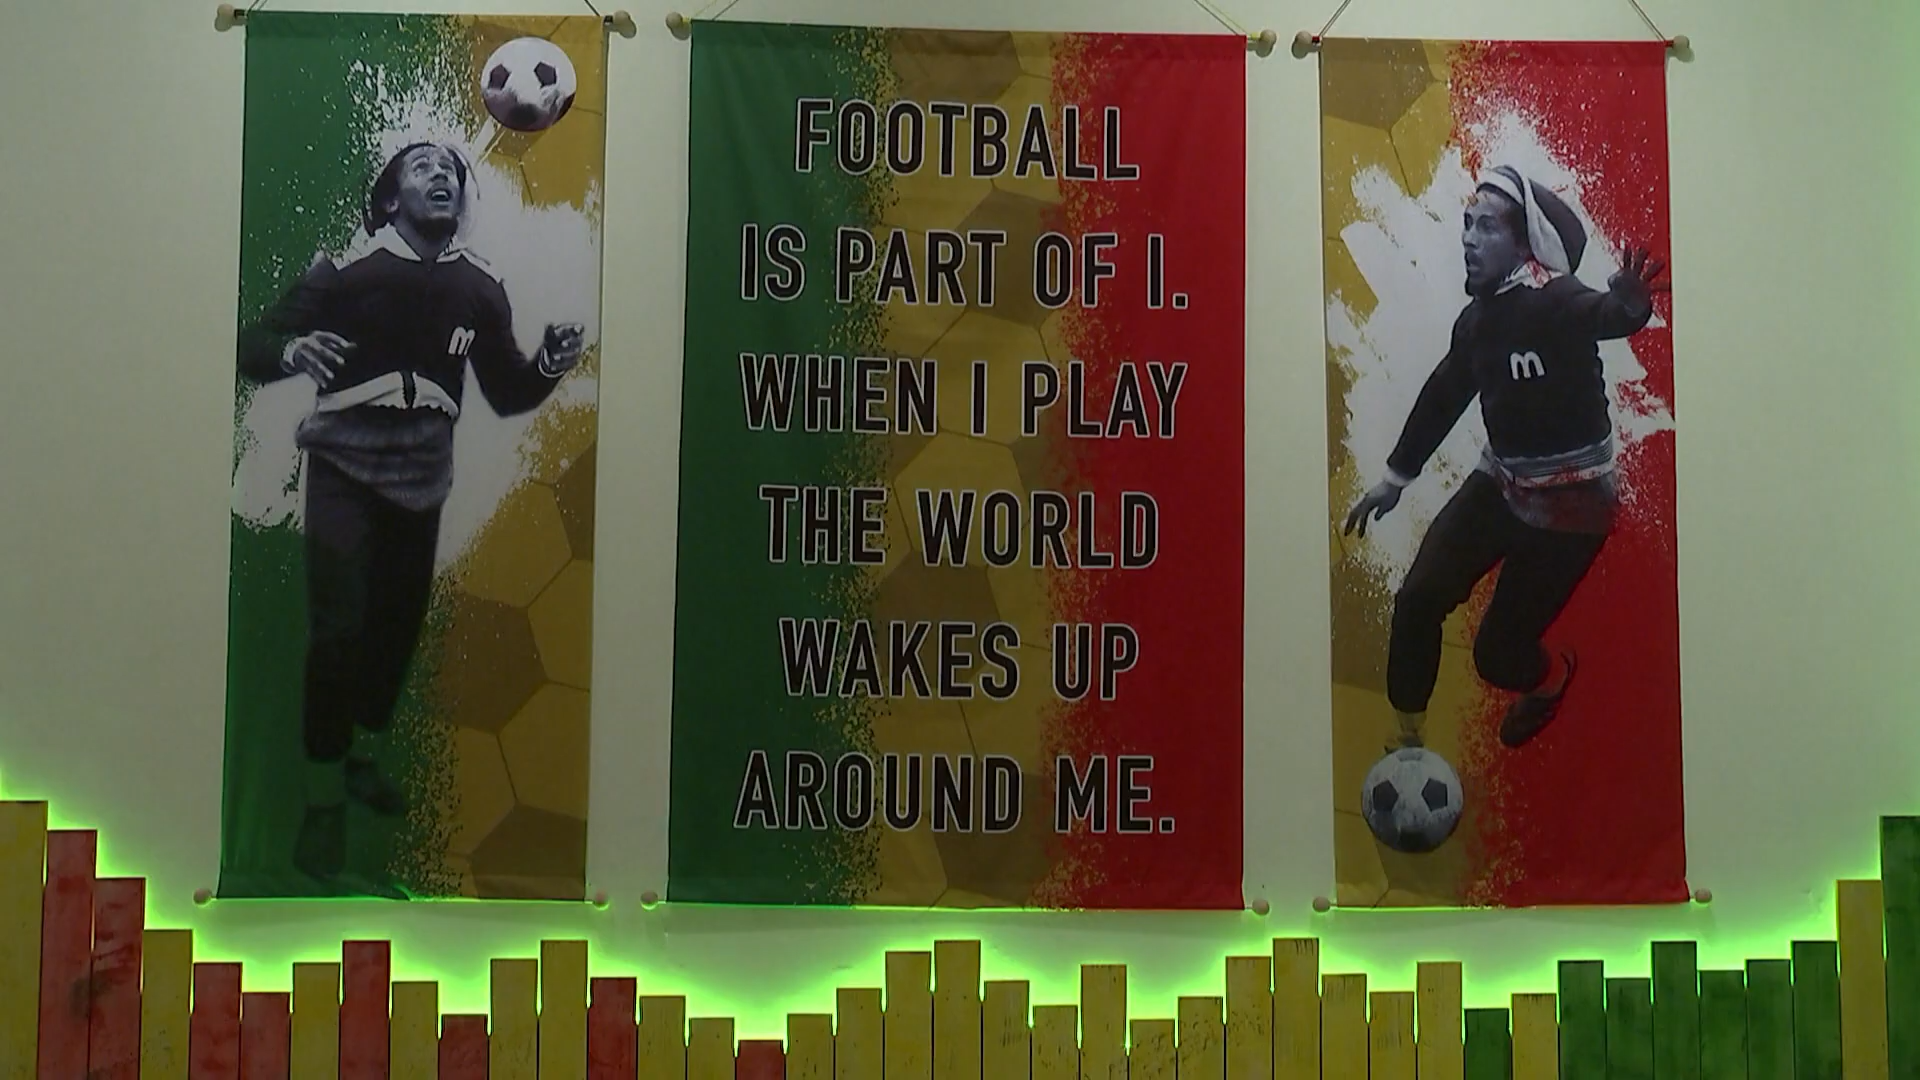 FOOTBALL
IS PART OF I.
WHEN I PLAY
THE WORLD
WAKES UP
AROUND ME.
m
m